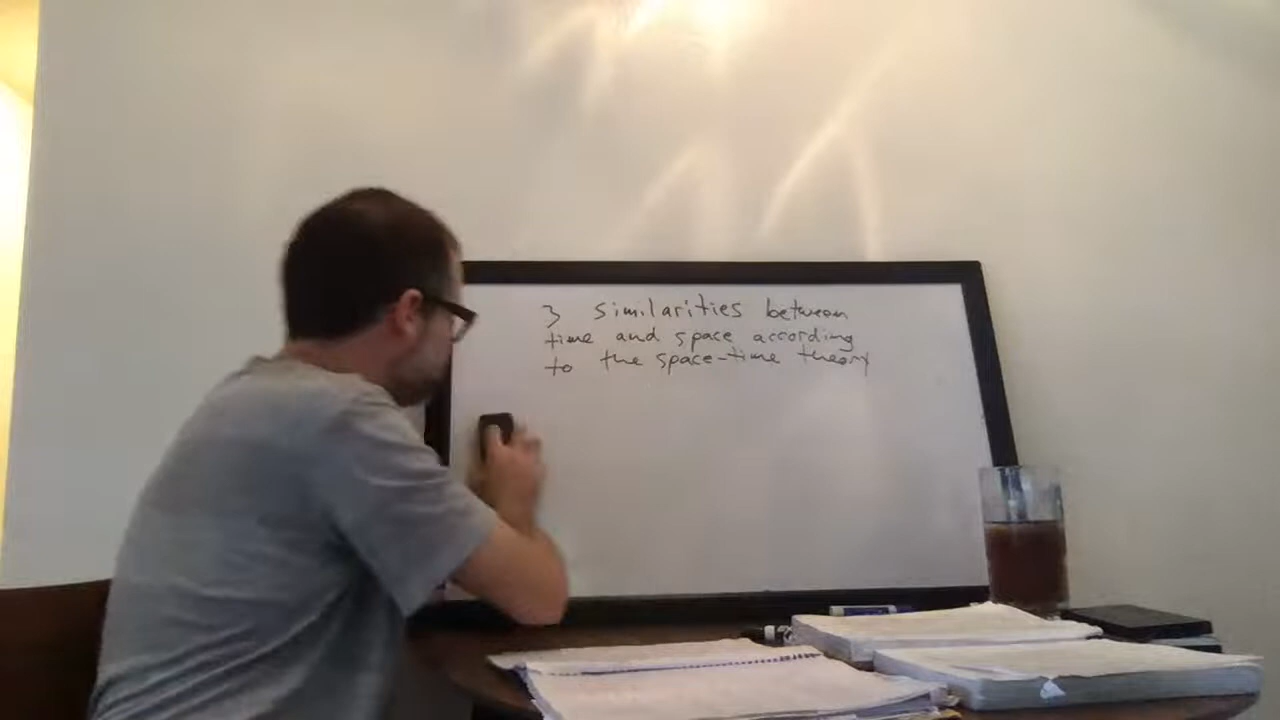 3 similarities between
time and space according
to the space-time theory